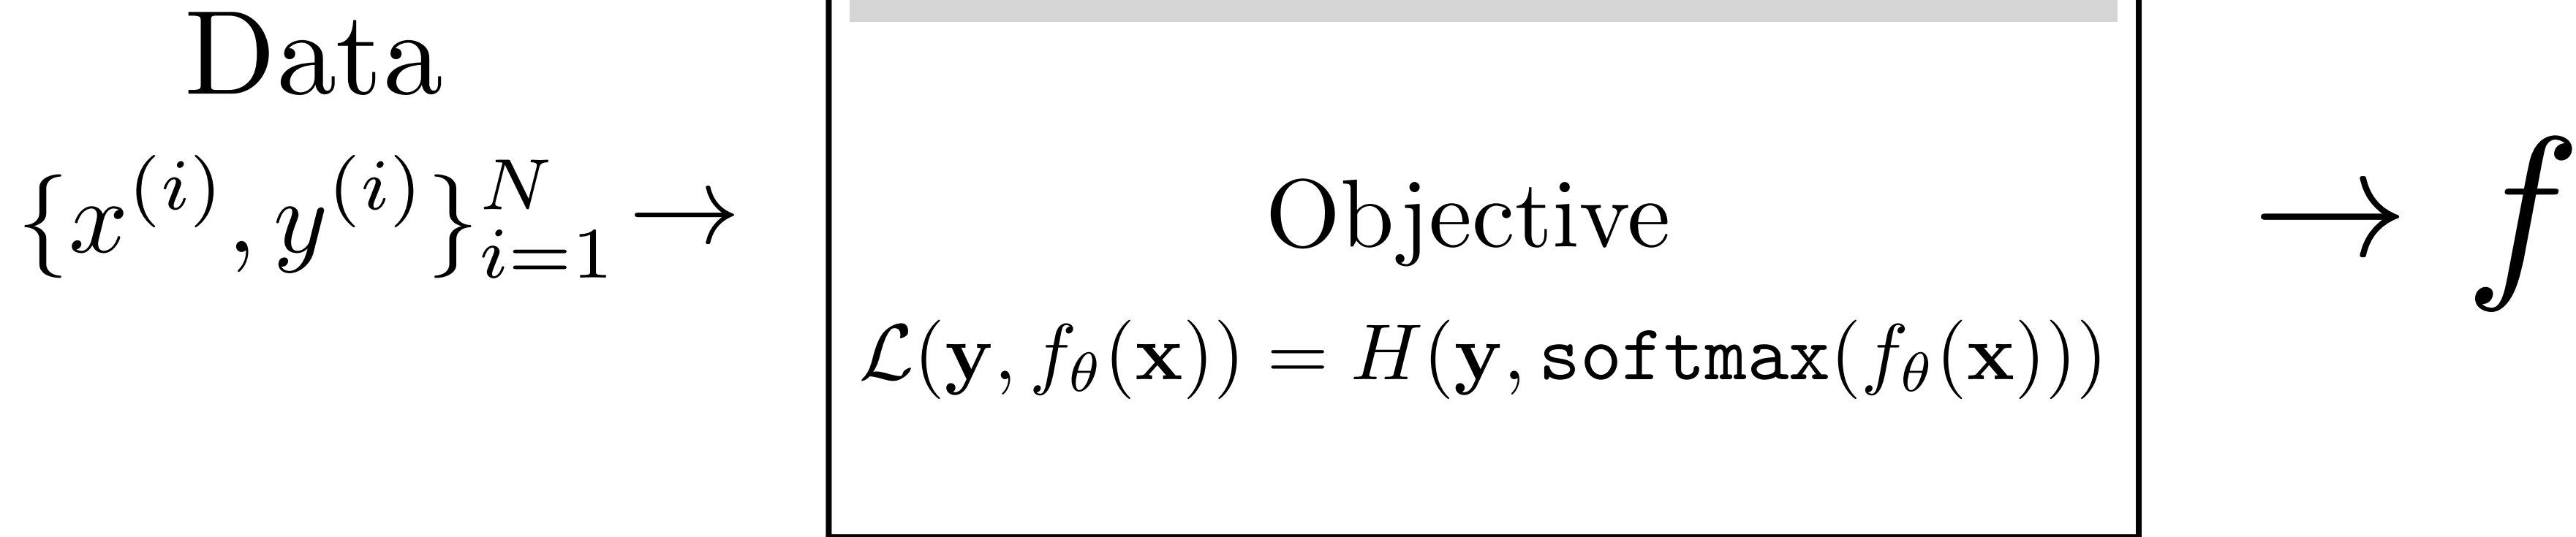 Data
{x^(i), y^(i)}_{i=1}^N → 
Objective
→ f
ℒ(𝐲, f_θ(𝐱)) = H(𝐲, softmax(f_θ(𝐱)))